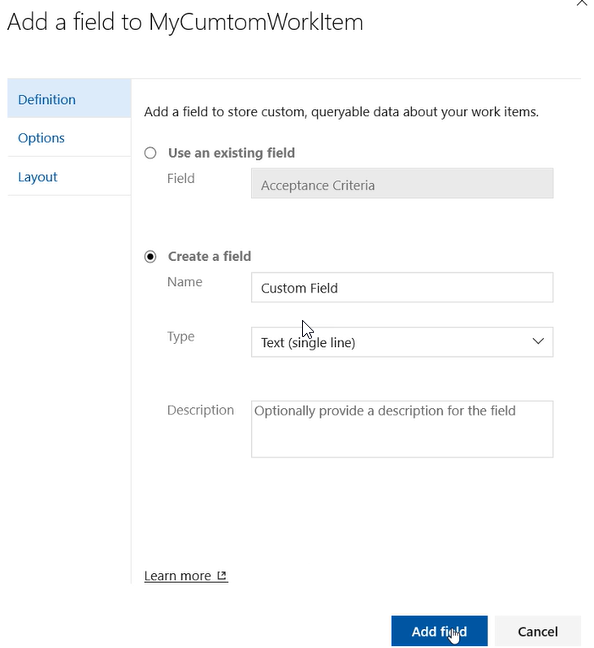 Add a field to MyCumtomWorkItem
Definition
Options
Layout
Add a field to store custom, queryable data about your work items.
Use an existing field
Field
Acceptance Criteria
Create a field
Name
Custom Field
Type
Text (single line)
Description
Optionally provide a description for the field
Learn more
Add field
Cancel